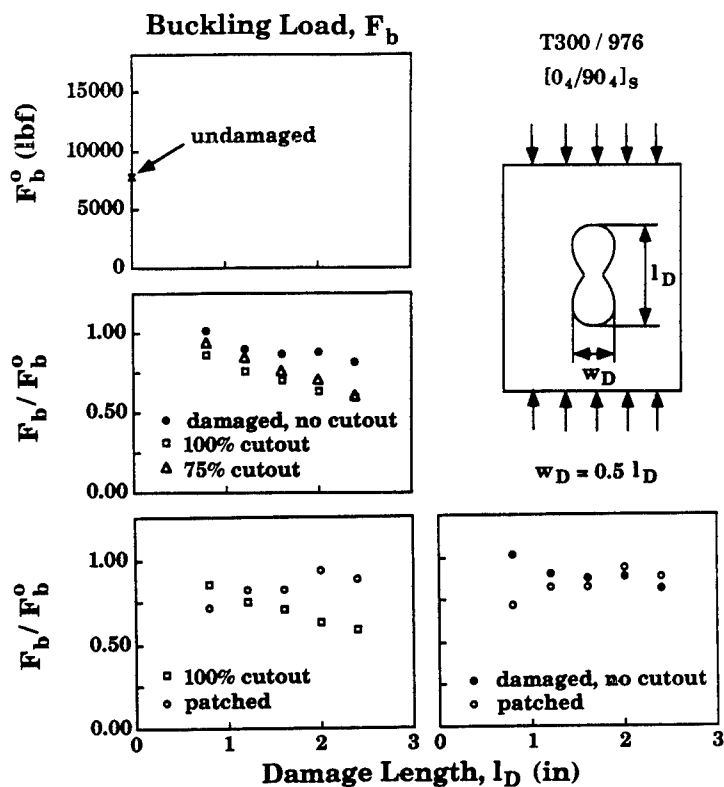 Buckling Load, F_b
F_b^o (lbf)
15000
10000
5000
0
undamaged
T300 / 976
[0_4/90_4]_s
l_D
w_D
w_D = 0.5 l_D
F_b / F_b^o
1.00
0.50
0.00
damaged, no cutout
100% cutout
75% cutout
F_b / F_b^o
1.00
0.50
0.00
100% cutout
patched
0 1 2 3
damaged, no cutout
patched
0 1 2 3
Damage Length, l_D (in)